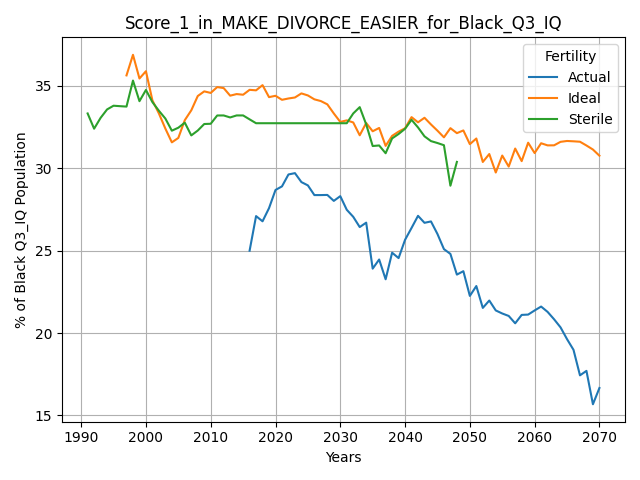 Score_1_in_MAKE_DIVORCE_EASIER_for_Black_Q3_IQ
% of Black Q3_IQ Population
35
30
25
20
15
Fertility
Actual
Ideal
Sterile
1990 2000 2010 2020 2030 2040 2050 2060 2070
Years